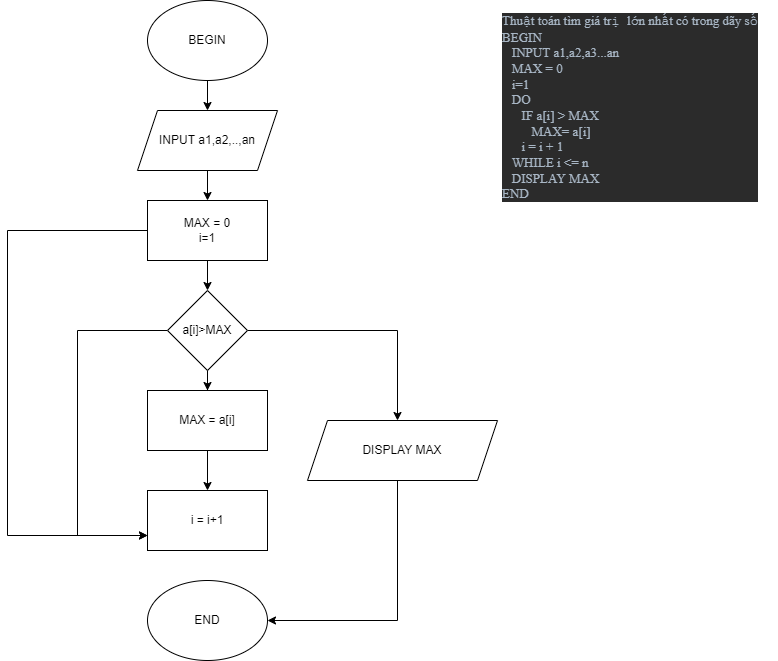 BEGIN
INPUT a1,a2,..,an
MAX = 0
i=1
a[i]>MAX
MAX = a[i]
DISPLAY MAX
i = i+1
END
Thuật toán tìm giá trị lớn nhất có trong dãy số
BEGIN
INPUT a1,a2,a3...an
MAX = 0
i=1
DO
IF a[i] > MAX
MAX= a[i]
i = i + 1
WHILE i <= n
DISPLAY MAX
END